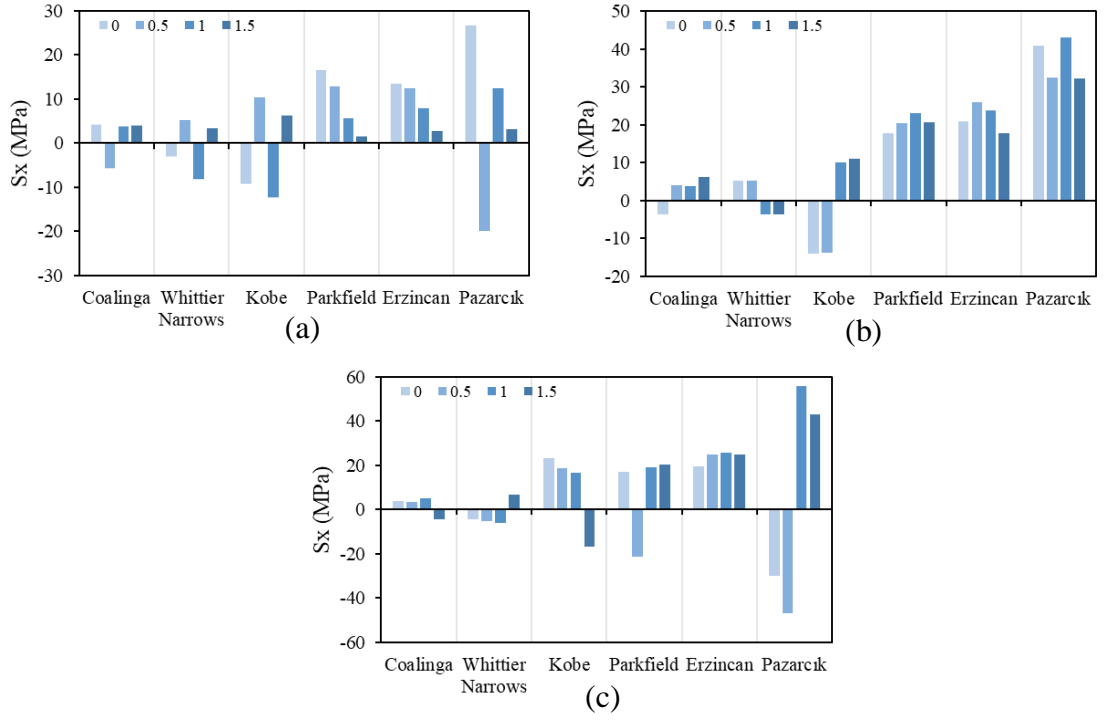 30
20
10
0
-10
-20
-30
Sx (MPa)
0 0.5 1 1.5
Coalinga Whittier Narrows Kobe Parkfield Erzincan Pazarcık
(a)
50
40
30
20
10
0
-10
-20
Sx (MPa)
0 0.5 1 1.5
Coalinga Whittier Narrows Kobe Parkfield Erzincan Pazarcık
(b)
60
40
20
0
-20
-40
-60
Sx (MPa)
0 0.5 1 1.5
Coalinga Whittier Narrows Kobe Parkfield Erzincan Pazarcık
(c)